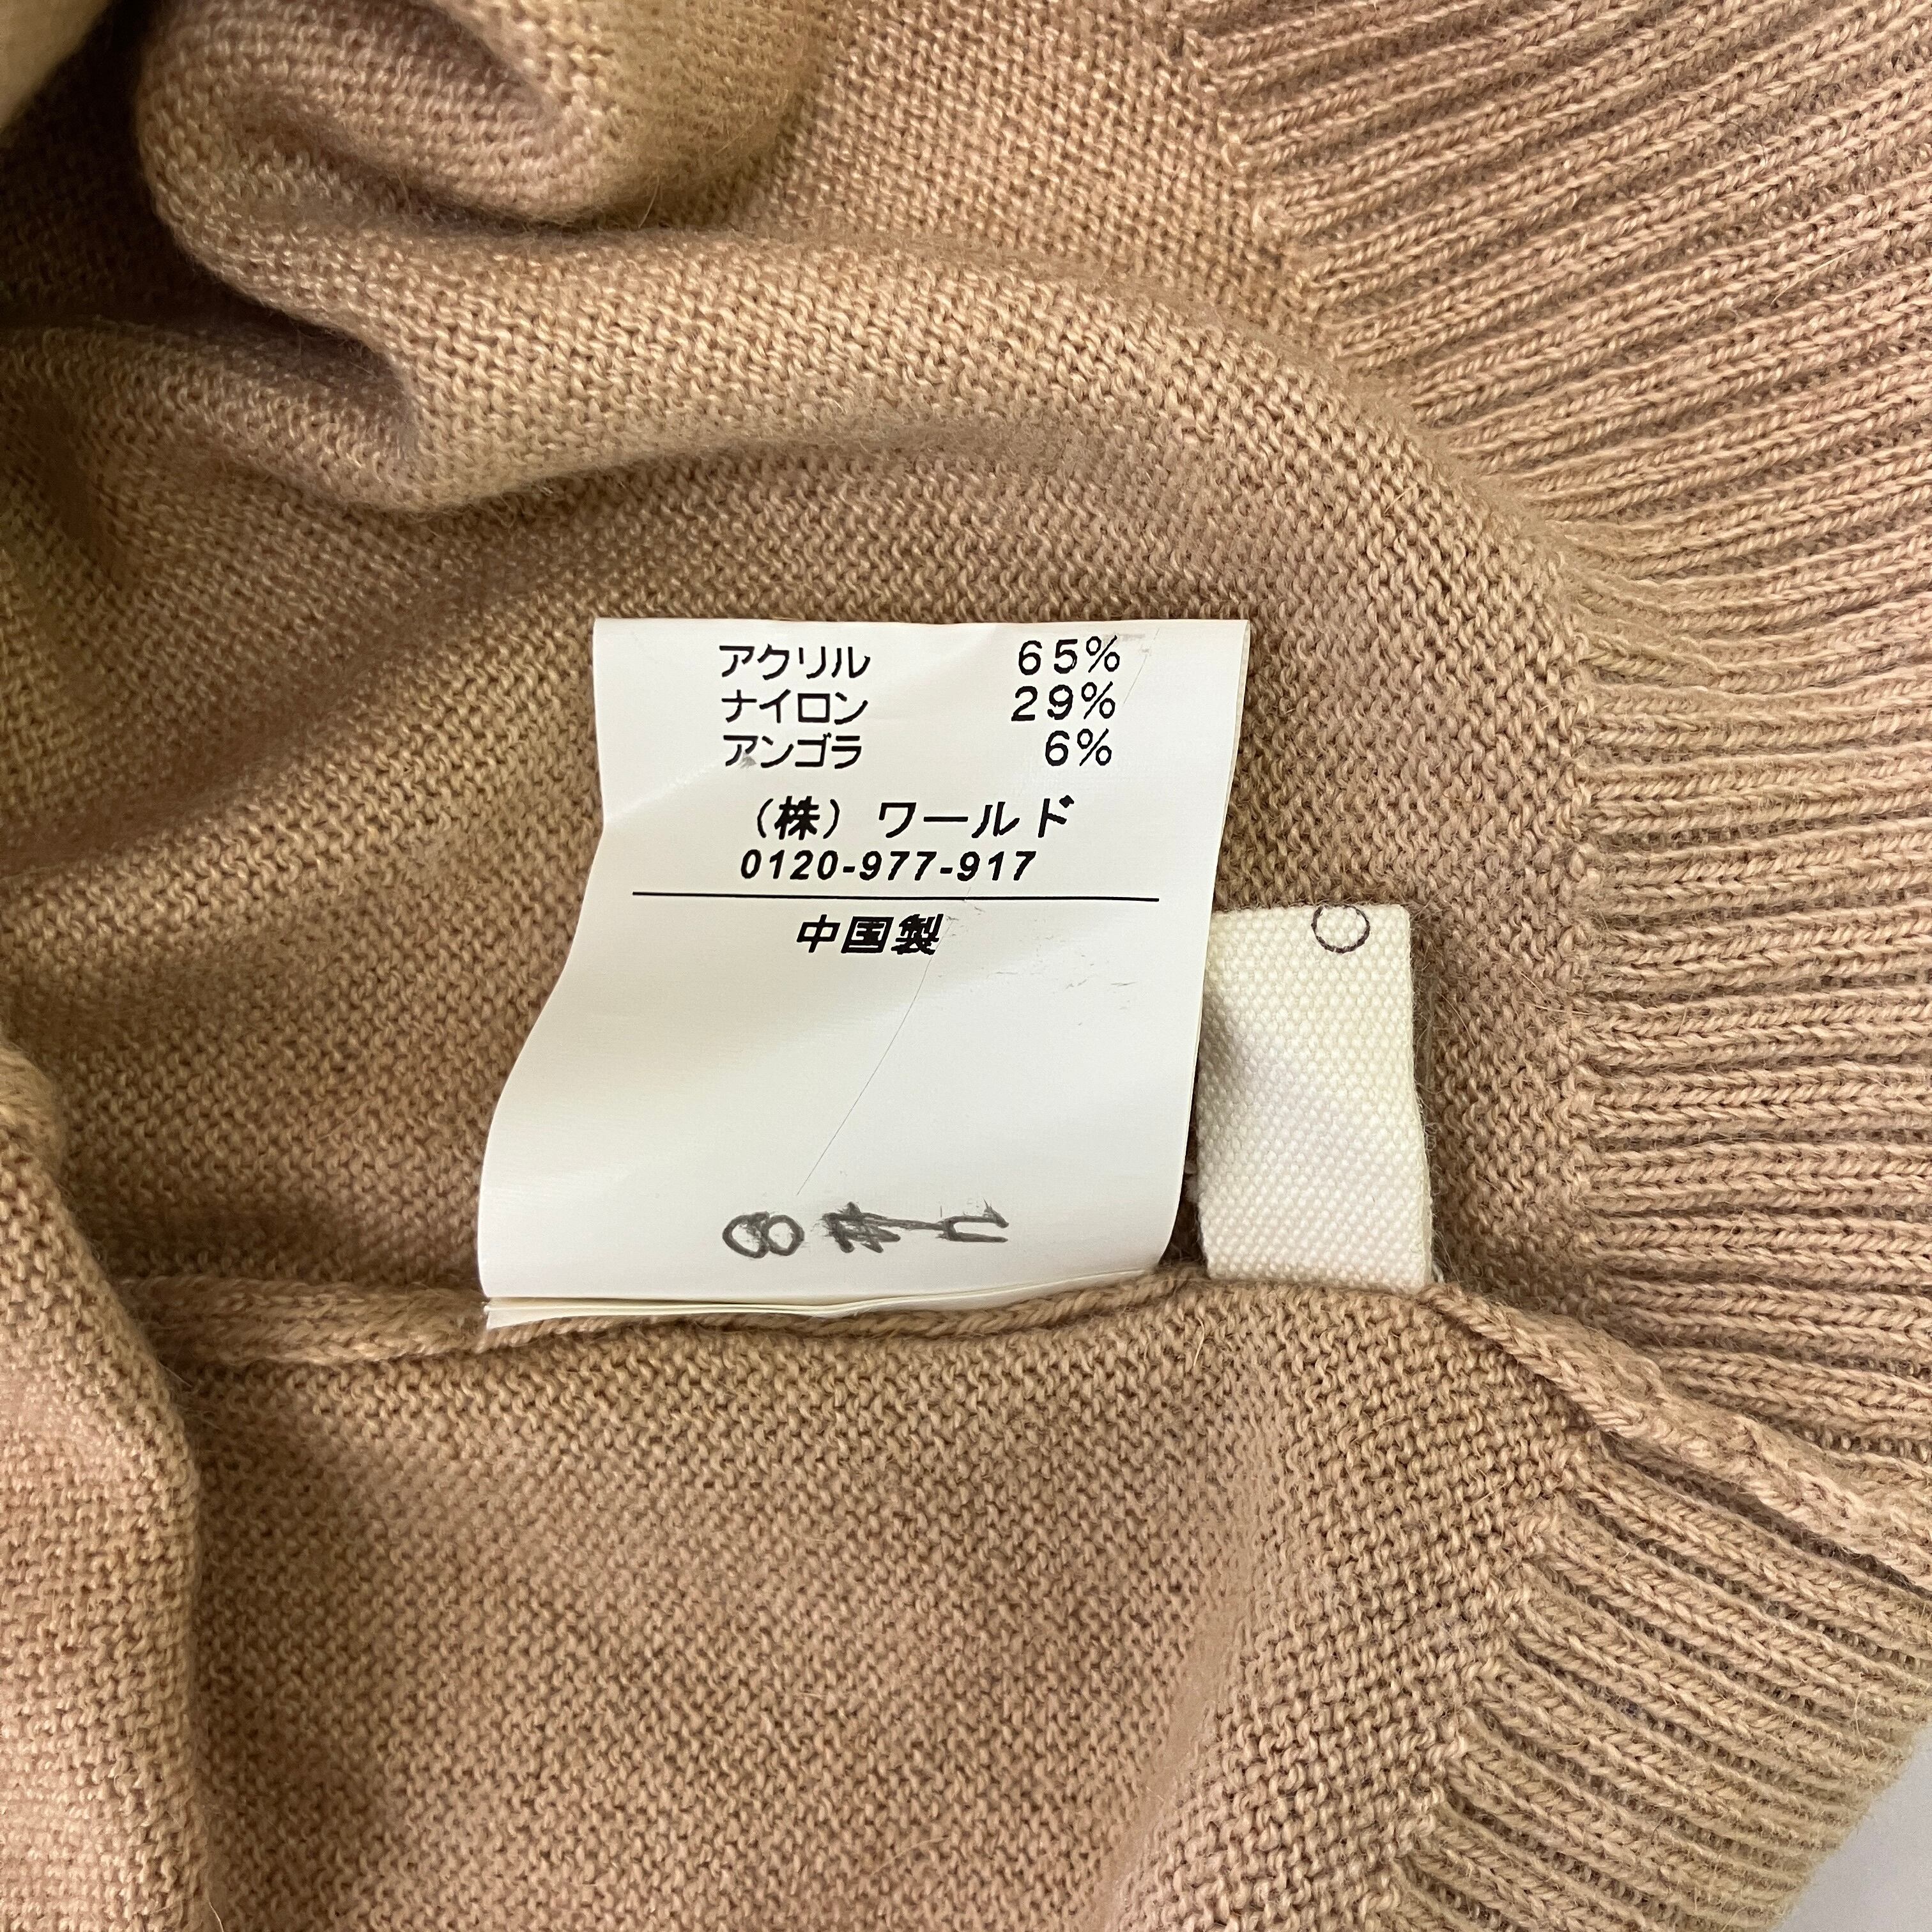 アクリル 65%
ナイロン 29%
アンゴラ 6%
（株）ワールド
0120-977-917
中国製